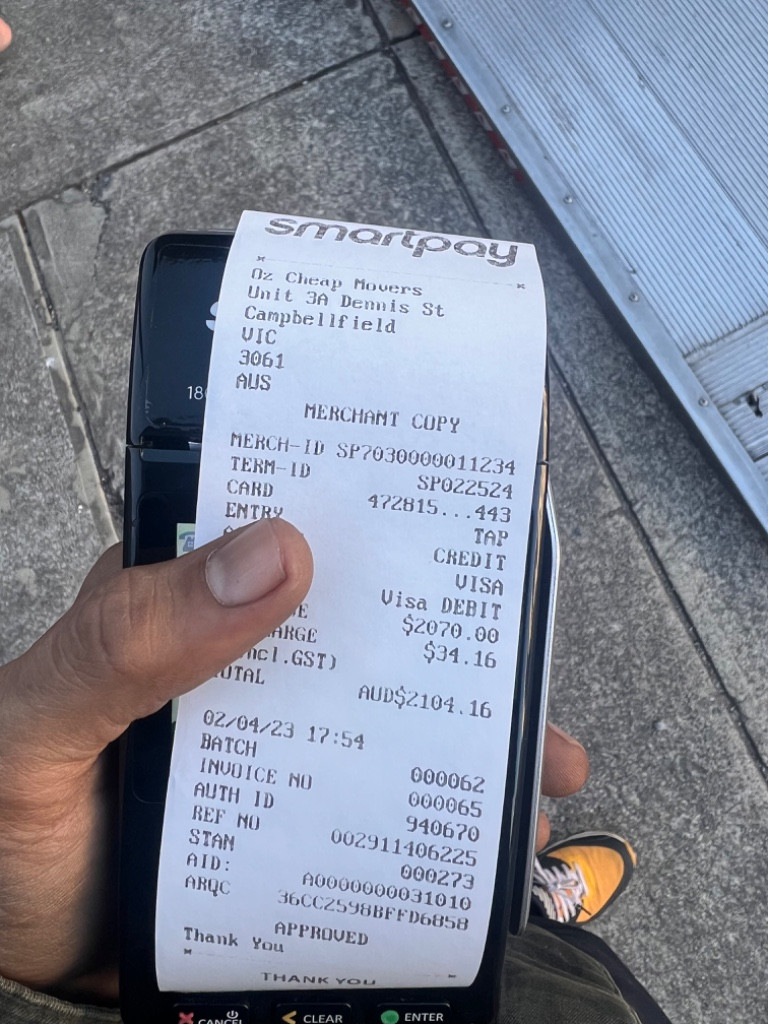 smartpay
* *
Oz Cheap Movers
Unit 3A Dennis St
Campbellfield
VIC
3061
AUS
MERCHANT COPY
MERCH-ID SP7030000011234
TERM-ID SP022524
CARD 472815...443
ENTRY TAP
CREDIT
VISA
Visa DEBIT
$2070.00
$34.16
AUD$2104.16
02/04/23 17:54
BATCH 000062
INVOICE NO 000065
AUTH ID 940670
REF NO 002911406225
STAN 000273
AID: A0000000031010
ARQC 36CC2598BFFD6858
APPROVED
Thank You
* *
THANK YOU
CANCEL CLEAR ENTER